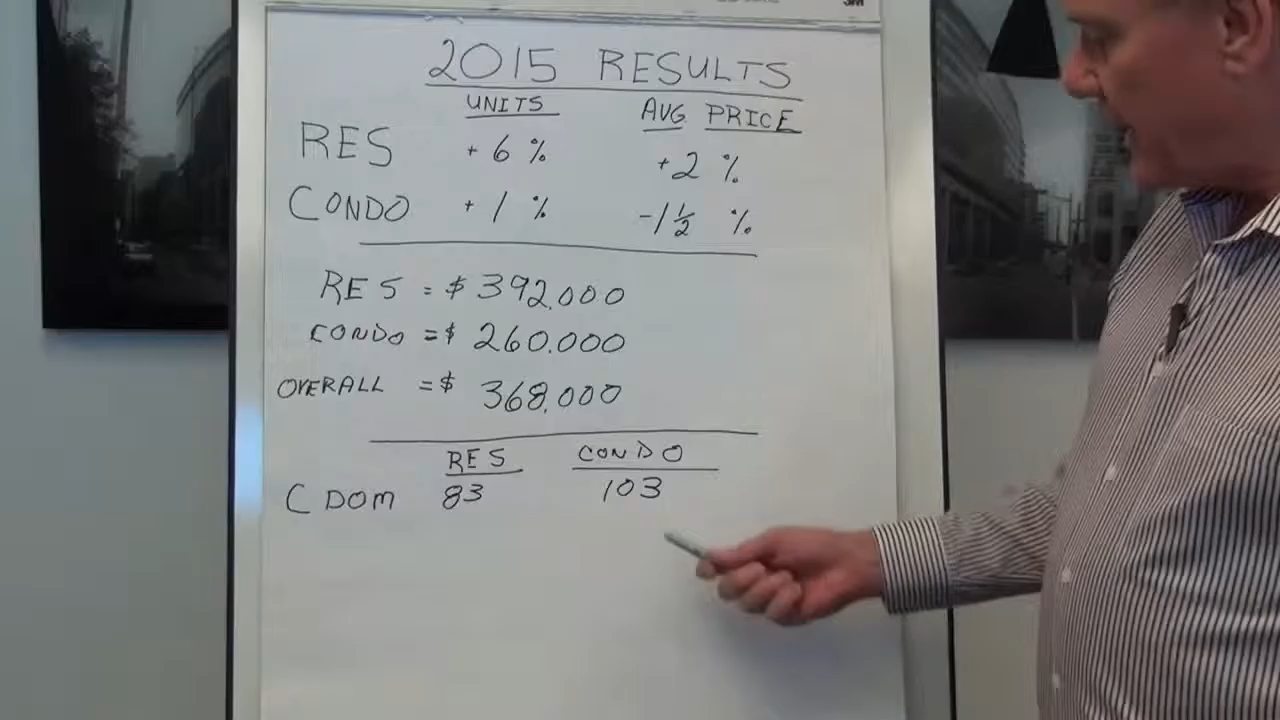 3M
2015 RESULTS
UNITS AVG PRICE
RES +6 % +2 %
CONDO +1 % -1½ %
RES = $392.000
CONDO = $ 260.000
OVERALL = $ 368.000
RES CONDO
CDOM 83 103